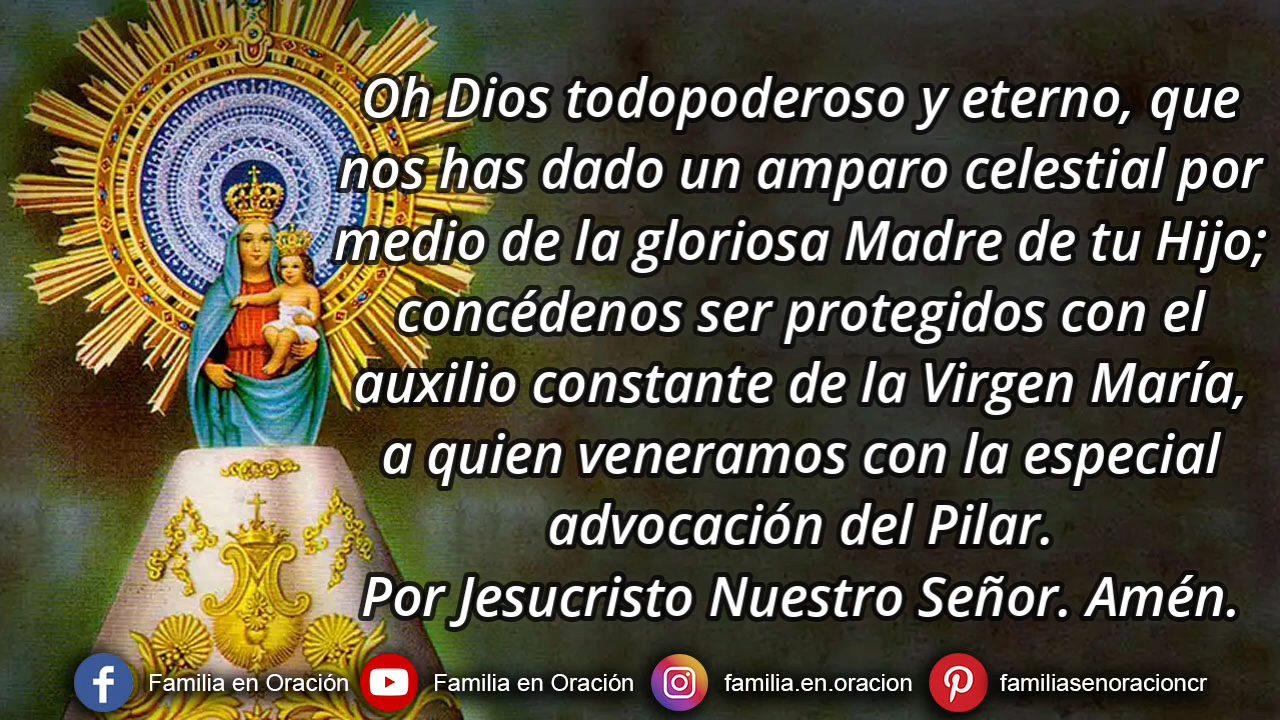 Oh Dios todopoderoso y eterno, que
nos has dado un amparo celestial por
medio de la gloriosa Madre de tu Hijo;
concédenos ser protegidos con el
auxilio constante de la Virgen María,
a quien veneramos con la especial
advocación del Pilar.
Por Jesucristo Nuestro Señor. Amén.
Familia en Oración Familia en Oración familia.en.oracion familiasenoracioncr